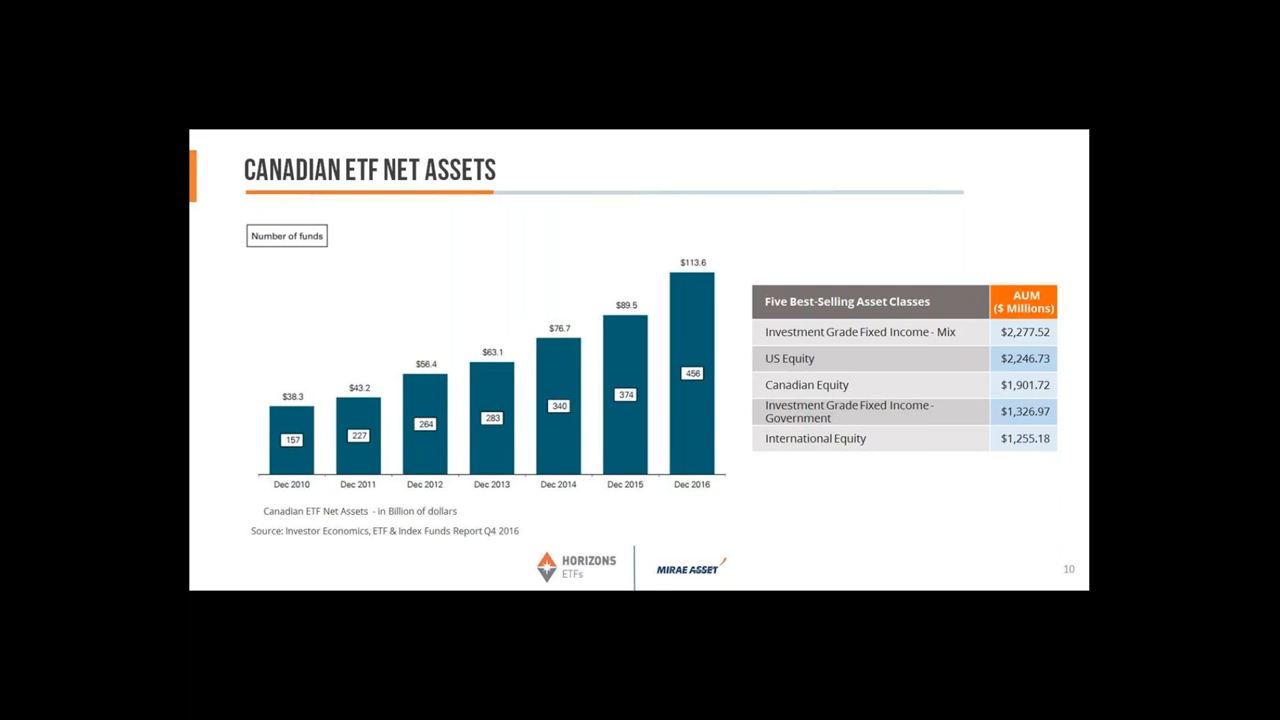 CANADIAN ETF NET ASSETS
Number of funds
$38.3
$43.2
$56.4
$63.1
$76.7
$89.5
$113.6
157
227
264
283
340
374
456
Dec 2010
Dec 2011
Dec 2012
Dec 2013
Dec 2014
Dec 2015
Dec 2016
Canadian ETF Net Assets - in Billion of dollars
Source: Investor Economics, ETF & Index Funds Report Q4 2016
Five Best-Selling Asset Classes
AUM
($ Millions)
Investment Grade Fixed Income - Mix
$2,277.52
US Equity
$2,246.73
Canadian Equity
$1,901.72
Investment Grade Fixed Income -
Government
$1,326.97
International Equity
$1,255.18
HORIZONS
ETFs
MIRAE ASSET
10